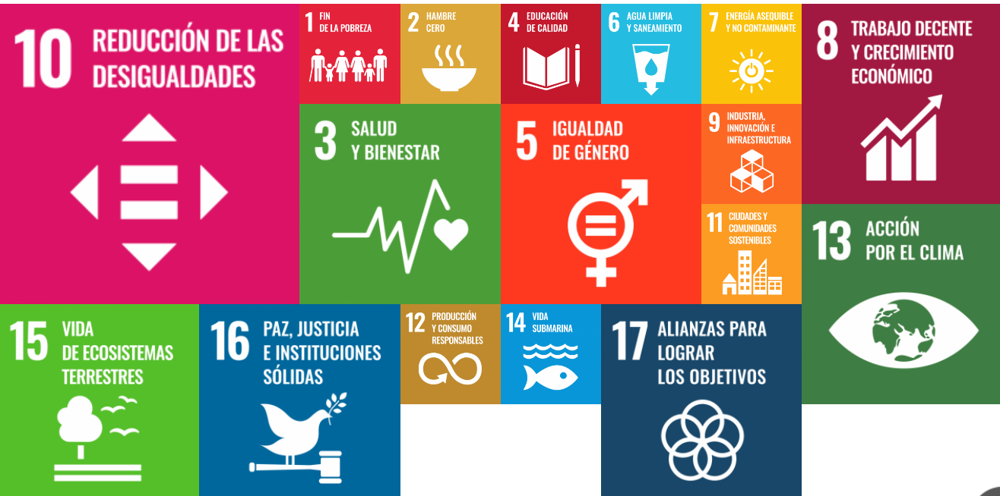 10
REDUCCIÓN DE LAS
DESIGUALDADES
1
FIN
DE LA POBREZA
2
HAMBRE
CERO
4
EDUCACIÓN
DE CALIDAD
6
AGUA LIMPIA
Y SANEAMIENTO
7
ENERGÍA ASEQUIBLE
Y NO CONTAMINANTE
8
TRABAJO DECENTE
Y CRECIMIENTO
ECONÓMICO
3
SALUD
Y BIENESTAR
5
IGUALDAD
DE GÉNERO
9
INDUSTRIA,
INNOVACIÓN E
INFRAESTRUCTURA
11
CIUDADES Y
COMUNIDADES
SOSTENIBLES
13
ACCIÓN
POR EL CLIMA
15
VIDA
DE ECOSISTEMAS
TERRESTRES
16
PAZ, JUSTICIA
E INSTITUCIONES
SÓLIDAS
12
PRODUCCIÓN
Y CONSUMO
RESPONSABLES
14
VIDA
SUBMARINA
17
ALIANZAS PARA
LOGRAR
LOS OBJETIVOS